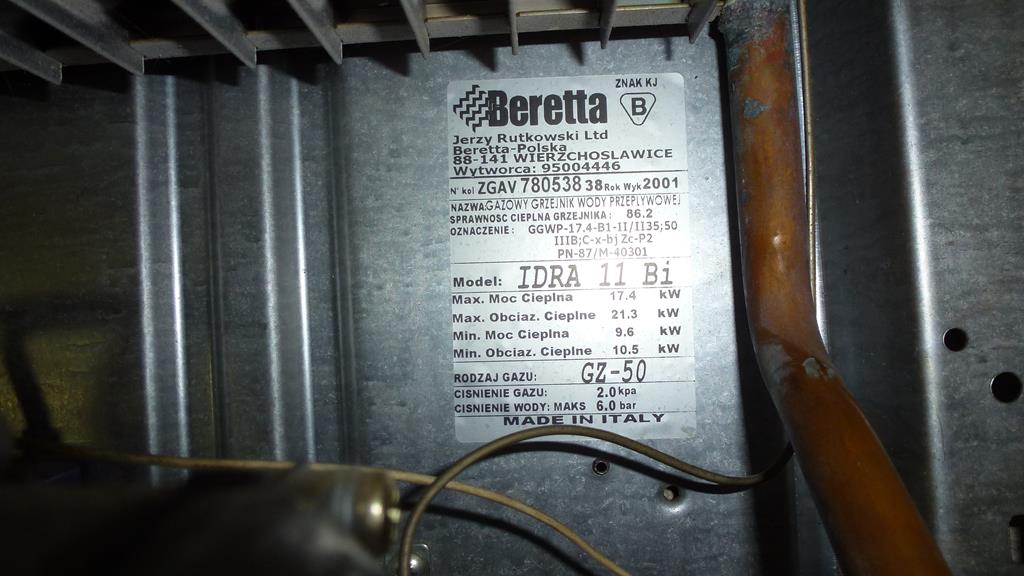 ZNAK KJ
Beretta
B
Jerzy Rutkowski Ltd
Beretta-Polska
88-141 WIERZCHOSLAWICE
Wytworca: 95004446
N° kol ZGAV 780538 38 Rok Wyk 2001
NAZWA:GAZOWY GRZEJNIK WODY PRZEPLYWOWEJ
SPRAWNOSC CIEPLNA GRZEJNIKA: 86.2
OZNACZENIE: GGWP-17.4-B1-II/II35;50
IIIB;C-x-bj Zc-P2
PN-87/M-40301
Model: IDRA 11 Bi
Max. Moc Cieplna 17.4 kW
Max. Obciaz. Cieplne 21.3 kW
Min. Moc Cieplna 9.6 kW
Min. Obciaz. Cieplne 10.5 kW
RODZAJ GAZU: GZ-50
CISNIENIE GAZU: 2.0 kpa
CISNIENIE WODY: MAKS 6.0 bar
MADE IN ITALY